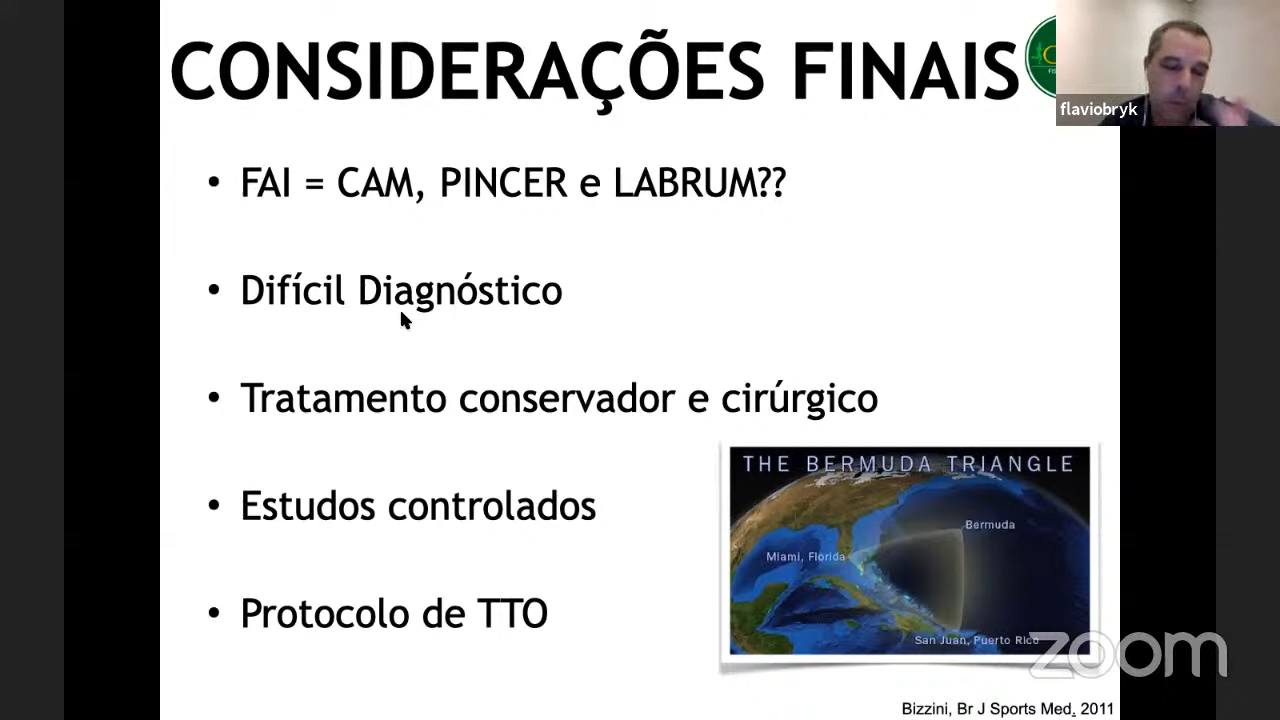 CONSIDERAÇÕES FINAIS
flaviobryk
• FAI = CAM, PINCER e LABRUM??
• Difícil Diagnóstico
• Tratamento conservador e cirúrgico
THE BERMUDA TRIANGLE
Bermuda
Miami, Florida
San Juan, Puerto Rico
• Estudos controlados
• Protocolo de TTO
zoom
Bizzini, Br J Sports Med. 2011